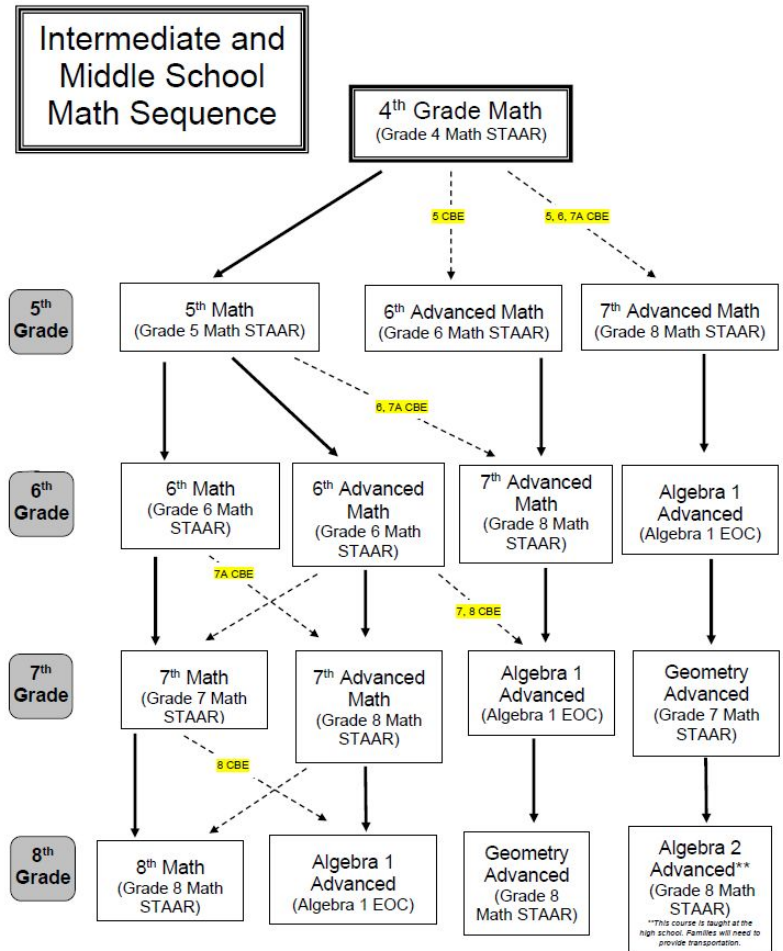 Intermediate and
Middle School
Math Sequence
4th Grade Math
(Grade 4 Math STAAR)
5 CBE
5, 6, 7A CBE
5th
Grade
5th Math
(Grade 5 Math STAAR)
6th Advanced Math
(Grade 6 Math STAAR)
7th Advanced Math
(Grade 8 Math STAAR)
6, 7A CBE
6th
Grade
6th Math
(Grade 6 Math
STAAR)
6th Advanced
Math
(Grade 6 Math
STAAR)
7th Advanced
Math
(Grade 8 Math
STAAR)
Algebra 1
Advanced
(Algebra 1 EOC)
7A CBE
7, 8 CBE
7th
Grade
7th Math
(Grade 7 Math
STAAR)
7th Advanced
Math
(Grade 8 Math
STAAR)
Algebra 1
Advanced
(Algebra 1 EOC)
Geometry
Advanced
(Grade 7 Math
STAAR)
8 CBE
8th
Grade
8th Math
(Grade 8 Math
STAAR)
Algebra 1
Advanced
(Algebra 1 EOC)
Geometry
Advanced
(Grade 8
Math STAAR)
Algebra 2
Advanced**
(Grade 8 Math
STAAR)
**This course is taught at the
high school. Families will need to
provide transportation.